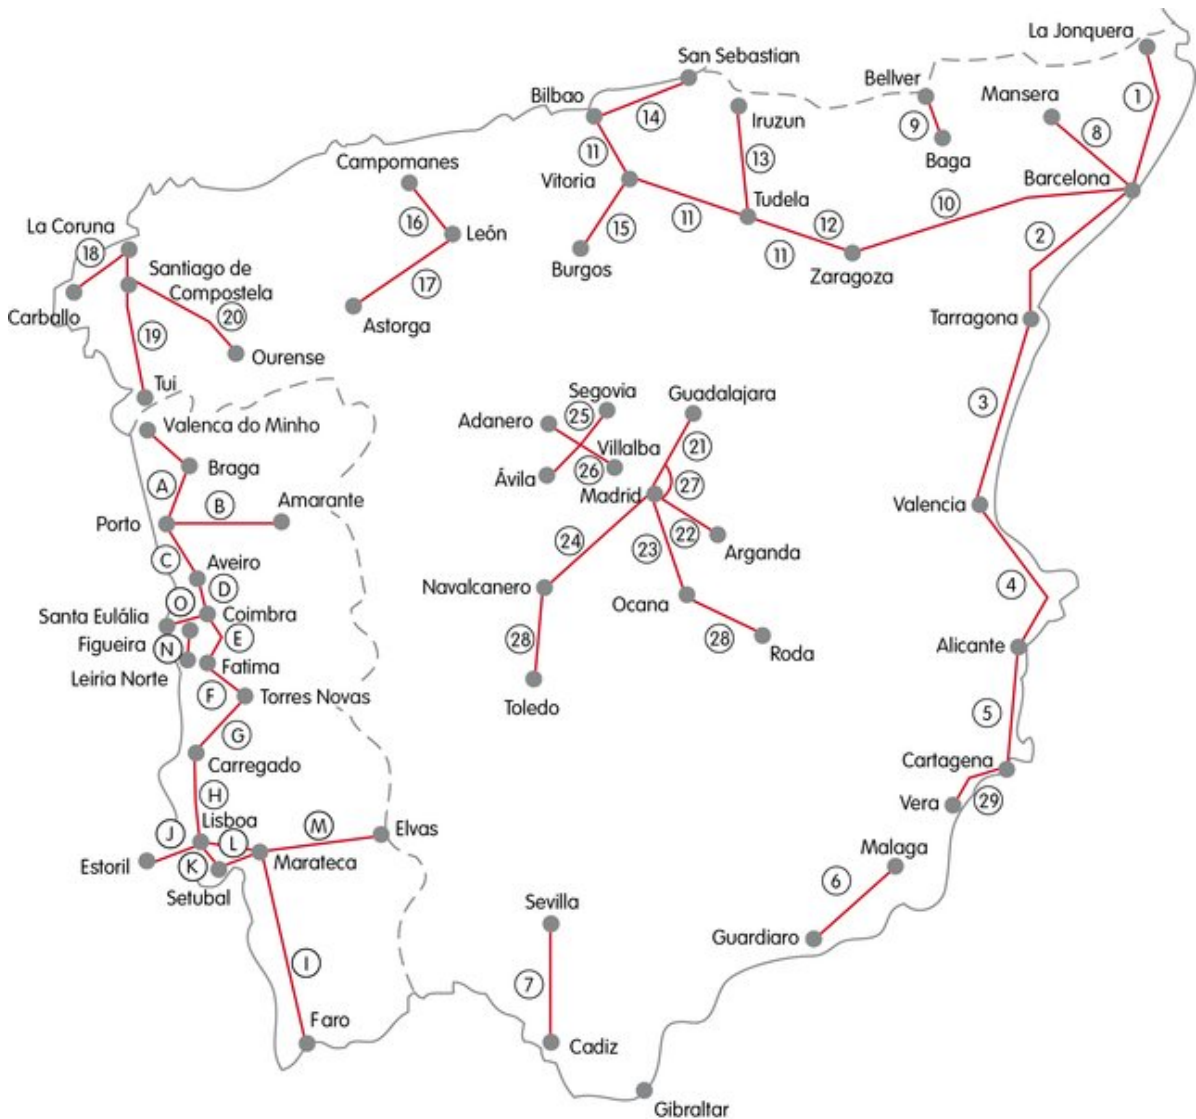 La Jonquera
San Sebastian
Bellver
Mansera
1
Bilbao
14
Iruzun
9
8
Campomanes
11
13
Baga
Vitoria
Barcelona
Tudela
10
16
La Coruna
León
15
11
12
2
18
Santiago de
Compostela
Burgos
11
Zaragoza
17
Carballo
20
Astorga
Tarragona
19
Ourense
Tui
Segovia
Guadalajara
3
Valenca do Minho
Adanero
25
Villalba
21
Braga
26
Ávila
27
A
Amarante
Madrid
B
Valencia
Porto
22
24
23
Arganda
C
Aveiro
D
Navalcanero
4
O
Ocana
Santa Eulália
Coimbra
Figueira
E
N
28
28
Roda
Alicante
Leiria Norte
Fatima
F
Torres Novas
Toledo
5
G
Carregado
Cartagena
H
Vera
29
Lisboa
J
L
M
Elvas
Malaga
Estoril
K
Marateca
Setubal
6
Sevilla
Guardiaro
I
7
Faro
Cadiz
Gibraltar